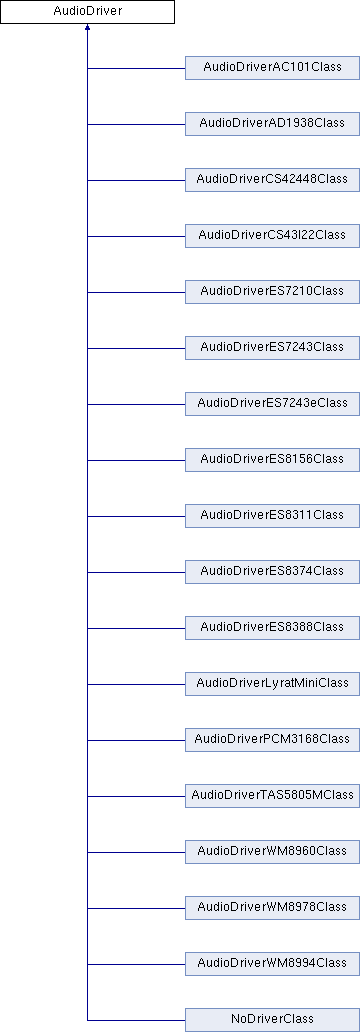 AudioDriver
AudioDriverAC101Class
AudioDriverAD1938Class
AudioDriverCS42448Class
AudioDriverCS43l22Class
AudioDriverES7210Class
AudioDriverES7243Class
AudioDriverES7243eClass
AudioDriverES8156Class
AudioDriverES8311Class
AudioDriverES8374Class
AudioDriverES8388Class
AudioDriverLyratMiniClass
AudioDriverPCM3168Class
AudioDriverTAS5805MClass
AudioDriverWM8960Class
AudioDriverWM8978Class
AudioDriverWM8994Class
NoDriverClass